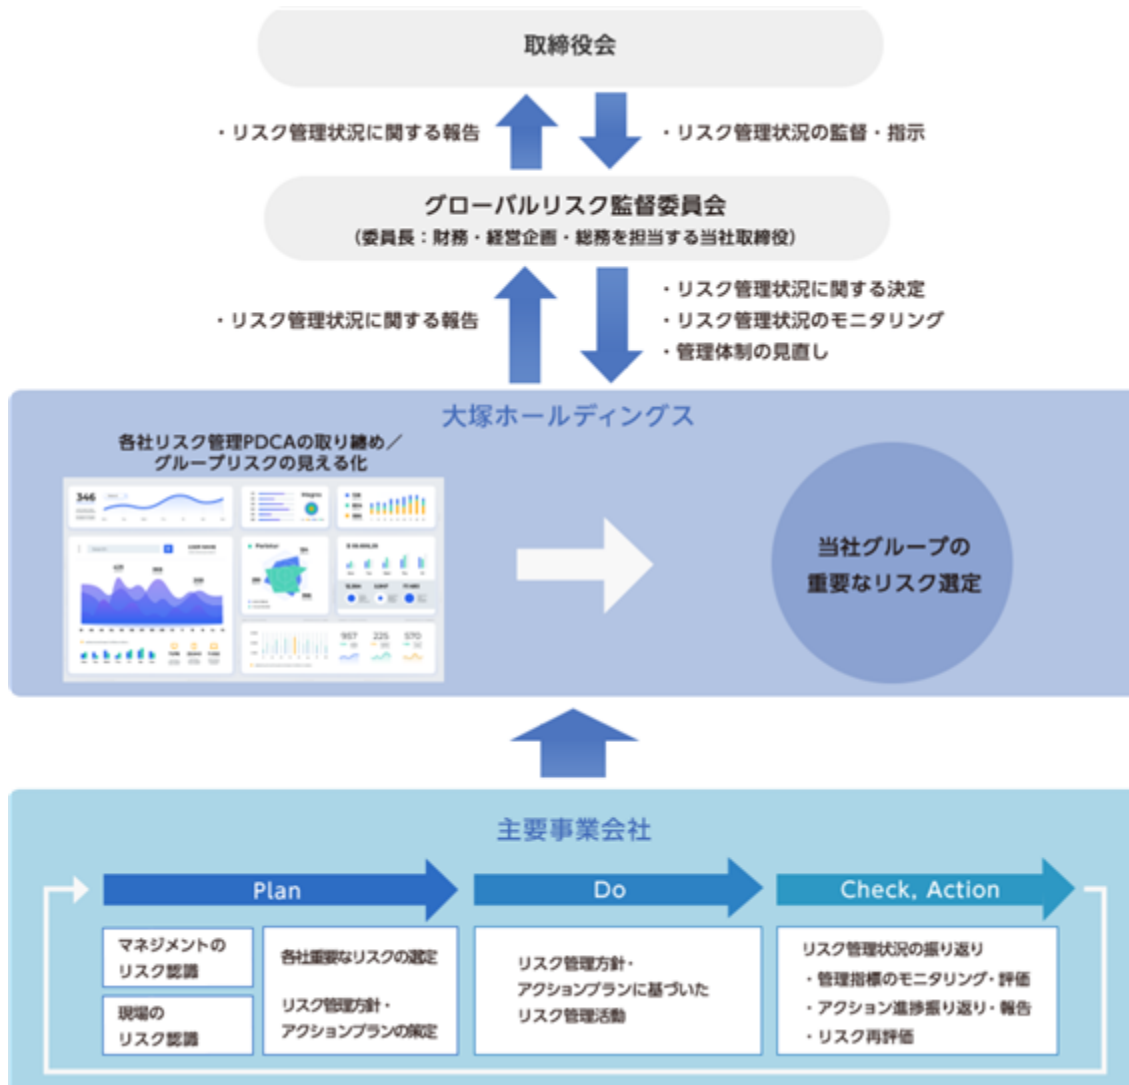 取締役会
・リスク管理状況に関する報告
・リスク管理状況の監督・指示
グローバルリスク監督委員会
（委員長：財務・経営企画・総務を担当する当社取締役）
・リスク管理状況に関する報告
・リスク管理状況に関する決定
・リスク管理状況のモニタリング
・管理体制の見直し
大塚ホールディングス
各社リスク管理PDCAの取り纏め／
グループリスクの見える化
346
957
225
570
当社グループの
重要なリスク選定
主要事業会社
Plan
Do
Check, Action
マネジメントの
リスク認識
現場の
リスク認識
各社重要なリスクの選定
リスク管理方針・
アクションプランの策定
リスク管理方針・
アクションプランに基づいた
リスク管理活動
リスク管理状況の振り返り
・管理指標のモニタリング・評価
・アクション進捗振り返り・報告
・リスク再評価